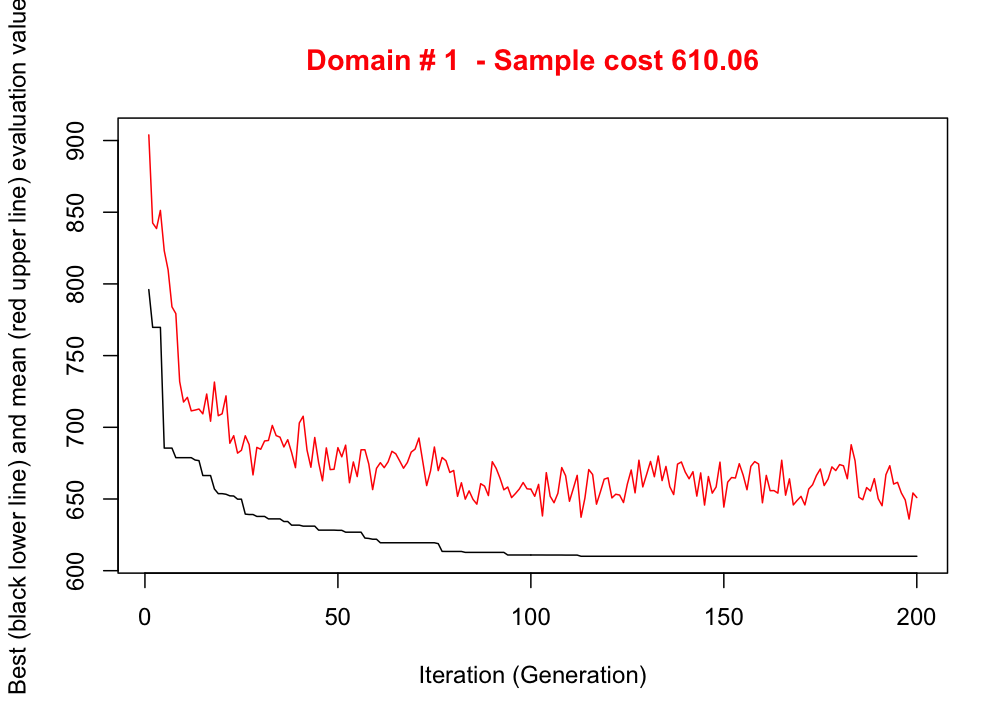 Domain # 1  - Sample cost 610.06
Best (black lower line) and mean (red upper line) evaluation value
900
850
800
750
700
650
600
0 50 100 150 200
Iteration (Generation)